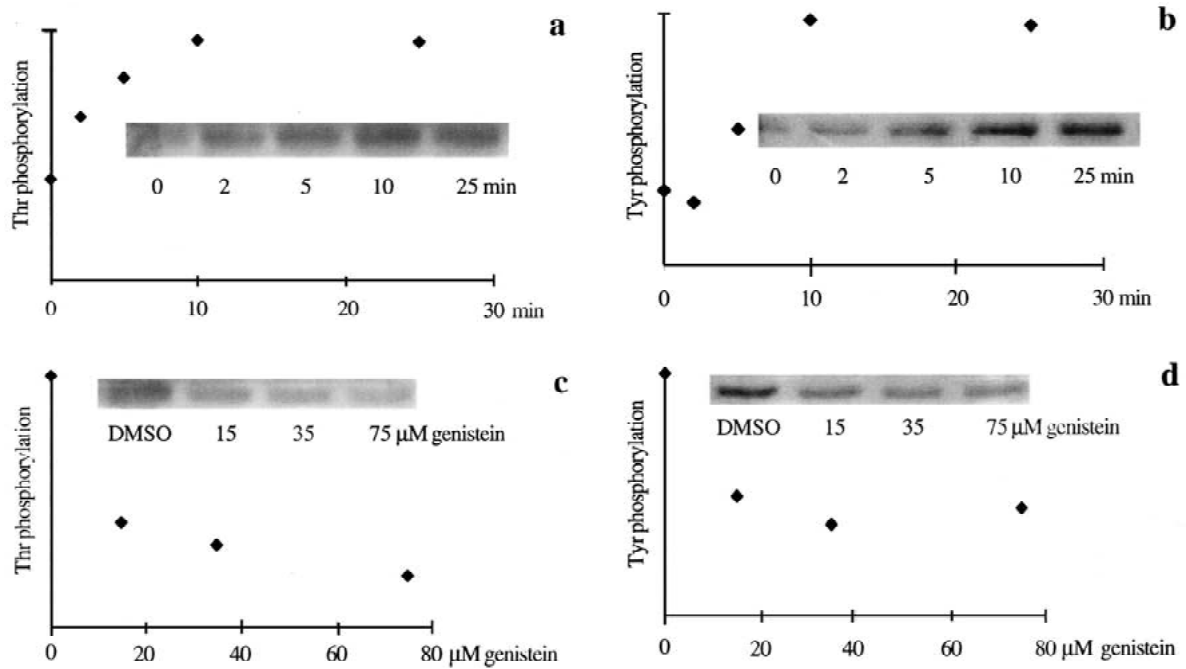 a
Thr phosphorylation
0 2 5 10 25 min
0 10 20 30 min
b
Tyr phosphorylation
0 2 5 10 25 min
0 10 20 30 min
c
Thr phosphorylation
DMSO 15 35 75 μM genistein
0 20 40 60 80 μM genistein
d
Tyr phosphorylation
DMSO 15 35 75 μM genistein
0 20 40 60 80 μM genistein